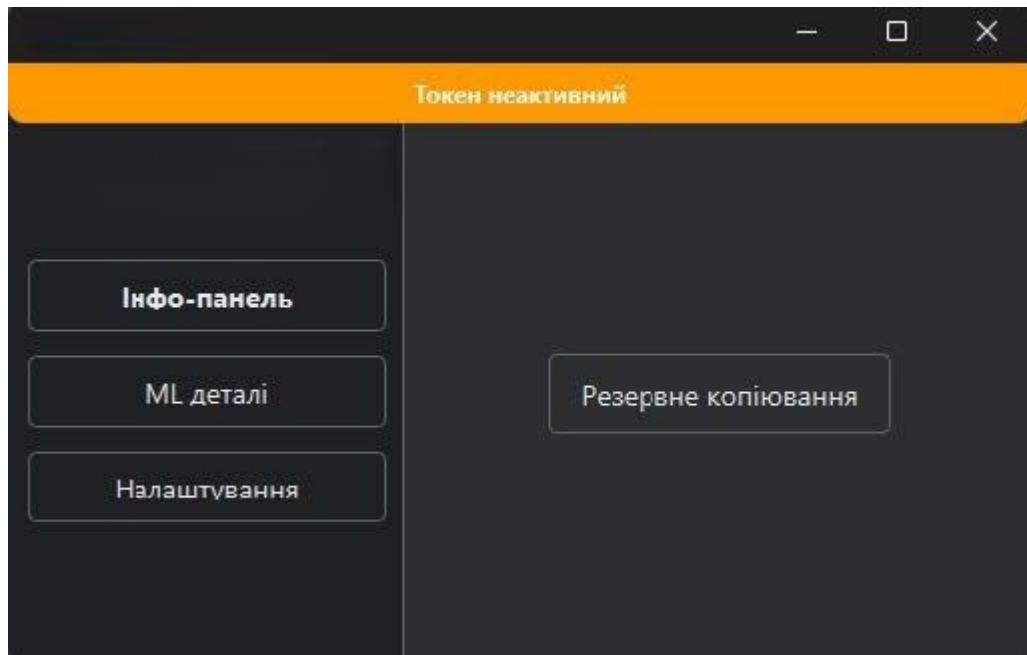 Токен неактивний
Інфо-панель
ML деталі
Налаштування
Резервне копіювання